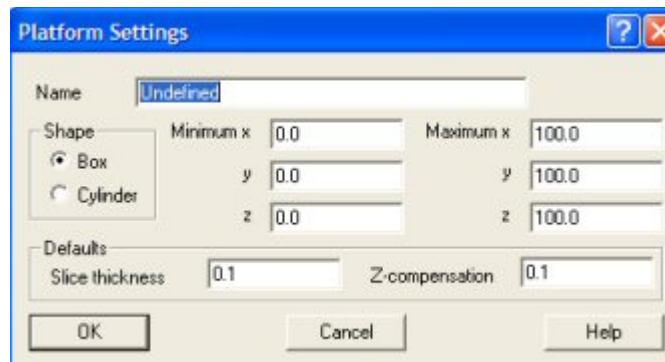 Platform Settings
Name Undefined
Shape Minimum x 0.0 Maximum x 100.0
Box
y 0.0 y 100.0
Cylinder
z 0.0 z 100.0
Defaults
Slice thickness 0.1 Z-compensation 0.1
OK Cancel Help